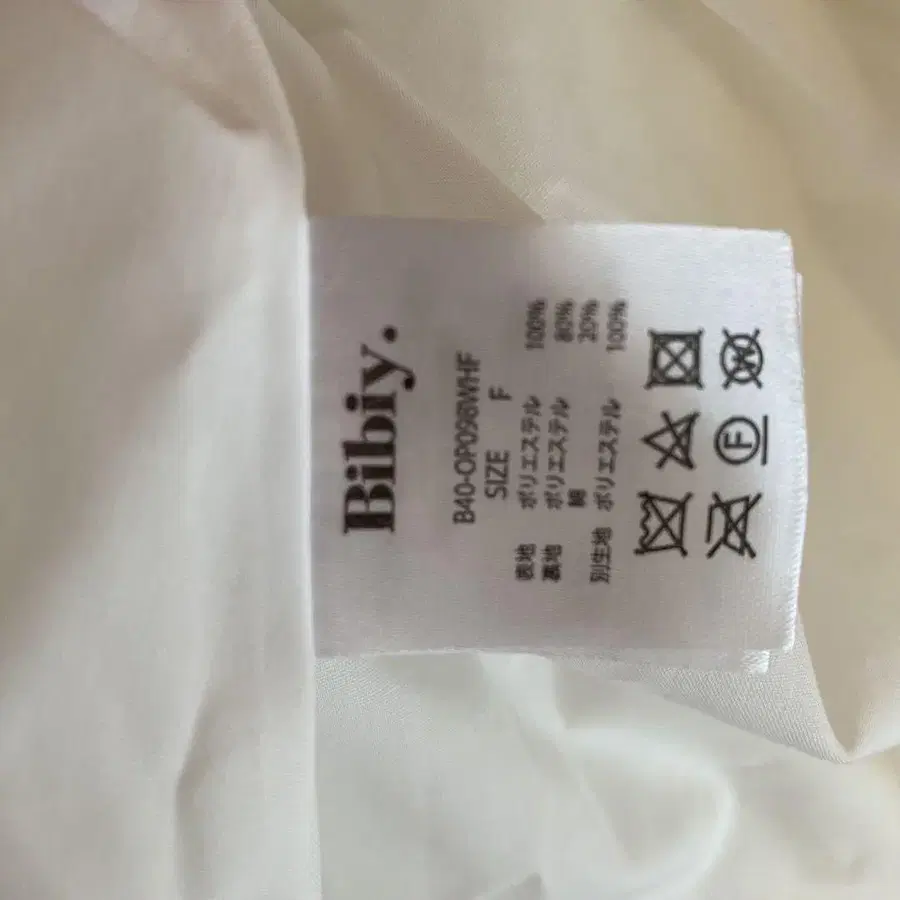 Bibiy.
B40-OP098WHF
SIZE F
表地 ポリエステル 100%
裏地 ポリエステル 80%
綿 20%
別生地 ポリエステル 100%
W
F